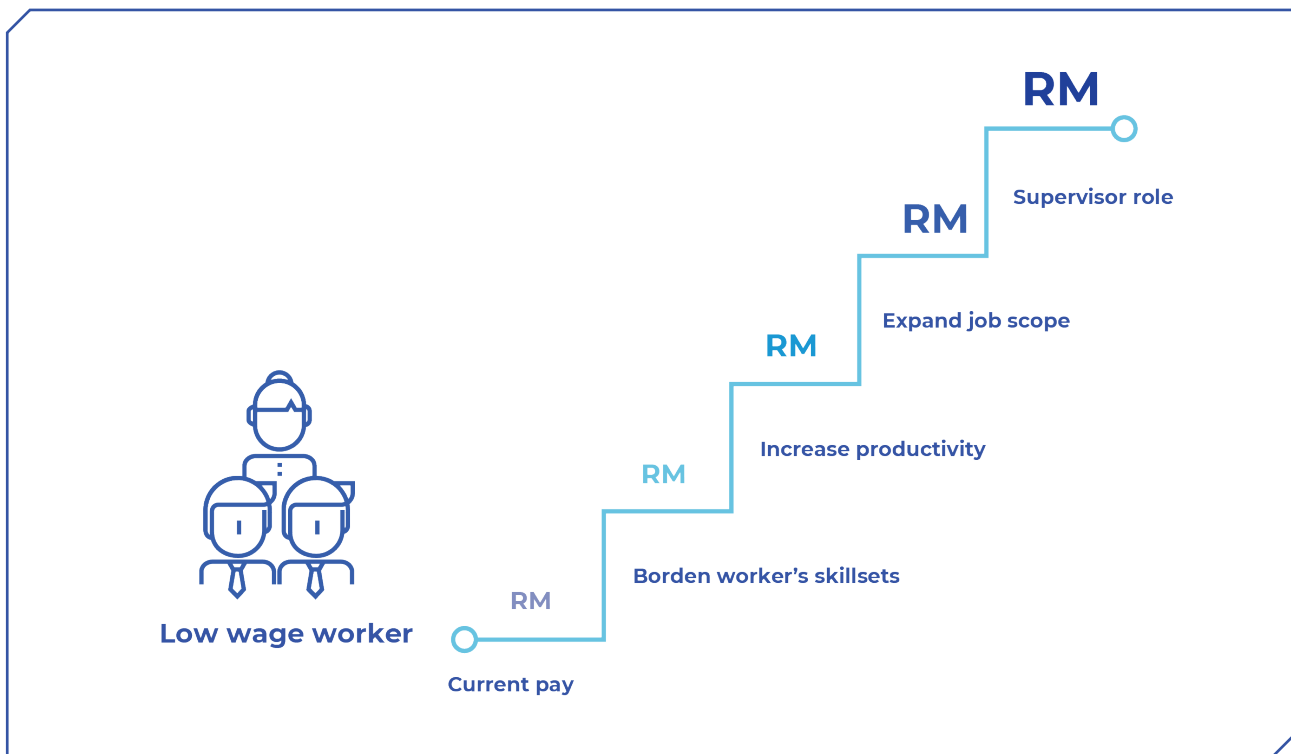 RM
Supervisor role
RM
Expand job scope
RM
Increase productivity
RM
Borden worker’s skillsets
RM
Low wage worker
Current pay